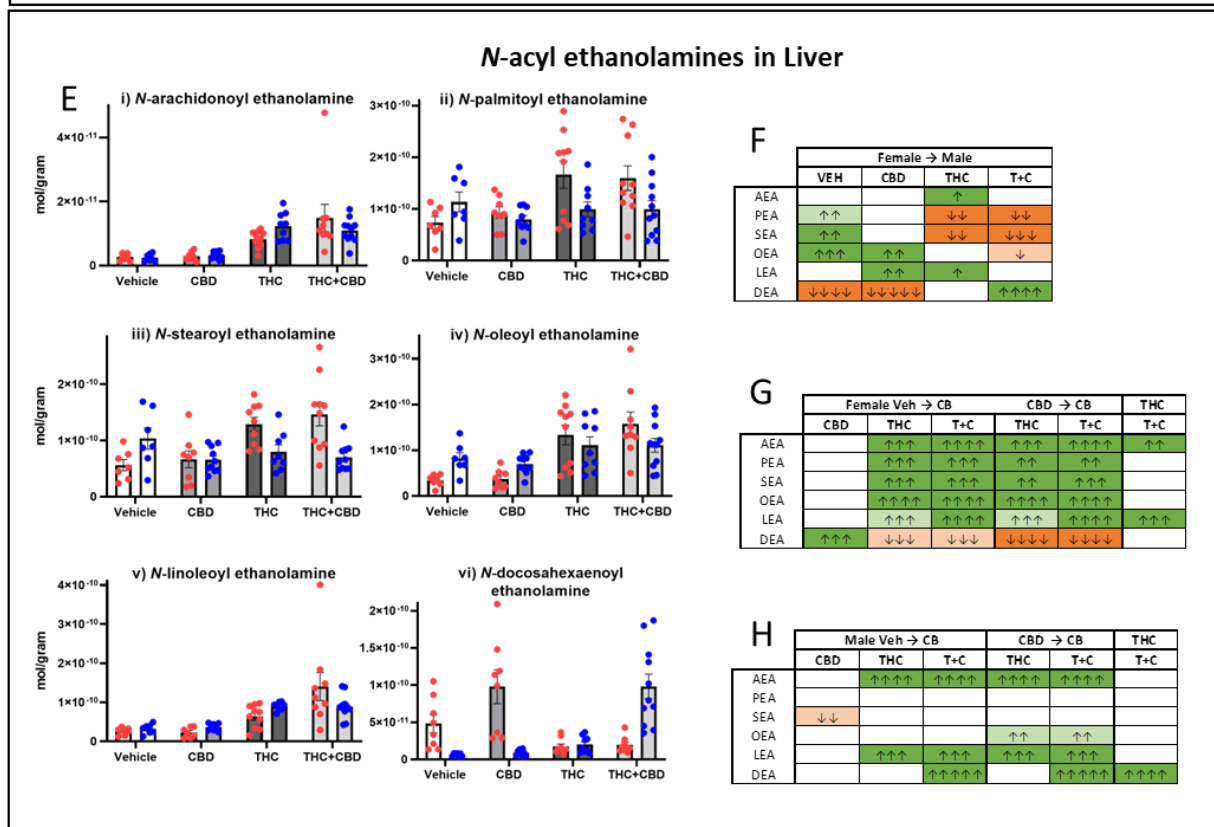 N-acyl ethanolamines in Liver
E
i) N-arachidonoyl ethanolamine
mol/gram
4×10-11
2×10-11
0
Vehicle CBD THC THC+CBD
ii) N-palmitoyl ethanolamine
3×10-10
2×10-10
1×10-10
0
Vehicle CBD THC THC+CBD
iii) N-stearoyl ethanolamine
mol/gram
2×10-10
1×10-10
0
Vehicle CBD THC THC+CBD
iv) N-oleoyl ethanolamine
3×10-10
2×10-10
1×10-10
0
Vehicle CBD THC THC+CBD
v) N-linoleoyl ethanolamine
mol/gram
4×10-10
3×10-10
2×10-10
1×10-10
0
Vehicle CBD THC THC+CBD
vi) N-docosahexaenoyl
ethanolamine
2×10-10
1.5×10-10
1×10-10
5×10-11
0
Vehicle CBD THC THC+CBD
F
Female → Male
VEH CBD THC T+C
AEA ↑
PEA ↑↑ ↓↓ ↓↓
SEA ↑↑ ↓↓ ↓↓↓
OEA ↑↑↑ ↑↑ ↓
LEA ↑↑ ↑
DEA ↓↓↓↓ ↓↓↓↓↓ ↑↑↑↑
G
Female Veh → CB CBD → CB THC
CBD THC T+C THC T+C T+C
AEA ↑↑↑ ↑↑↑↑ ↑↑↑ ↑↑↑↑ ↑↑
PEA ↑↑↑ ↑↑↑ ↑↑ ↑↑
SEA ↑↑↑ ↑↑↑ ↑↑ ↑↑↑
OEA ↑↑↑↑ ↑↑↑↑ ↑↑↑↑ ↑↑↑↑
LEA ↑↑↑ ↑↑↑↑ ↑↑↑ ↑↑↑↑ ↑↑↑
DEA ↑↑↑ ↓↓↓ ↓↓↓ ↓↓↓↓ ↓↓↓↓
H
Male Veh → CB CBD → CB THC
CBD THC T+C THC T+C T+C
AEA ↑↑↑↑ ↑↑↑↑ ↑↑↑↑ ↑↑↑↑
PEA
SEA ↓↓
OEA ↑↑ ↑↑
LEA ↑↑↑ ↑↑↑ ↑↑↑ ↑↑↑
DEA ↑↑↑↑↑ ↑↑↑↑↑ ↑↑↑↑